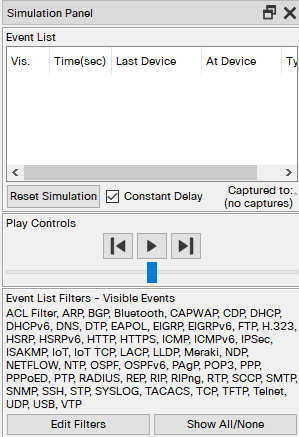 Simulation Panel
Event List
Vis. Time(sec) Last Device At Device Ty
Reset Simulation Constant Delay Captured to:
(no captures)
Play Controls
Event List Filters - Visible Events
ACL Filter, ARP, BGP, Bluetooth, CAPWAP, CDP, DHCP,
DHCPv6, DNS, DTP, EAPOL, EIGRP, EIGRPv6, FTP, H.323,
HSRP, HSRPv6, HTTP, HTTPS, ICMP, ICMPv6, IPSec,
ISAKMP, IoT, IoT TCP, LACP, LLDP, Meraki, NDP,
NETFLOW, NTP, OSPF, OSPFv6, PAgP, POP3, PPP,
PPPoED, PTP, RADIUS, REP, RIP, RIPng, RTP, SCCP, SMTP,
SNMP, SSH, STP, SYSLOG, TACACS, TCP, TFTP, Telnet,
UDP, USB, VTP
Edit Filters Show All/None